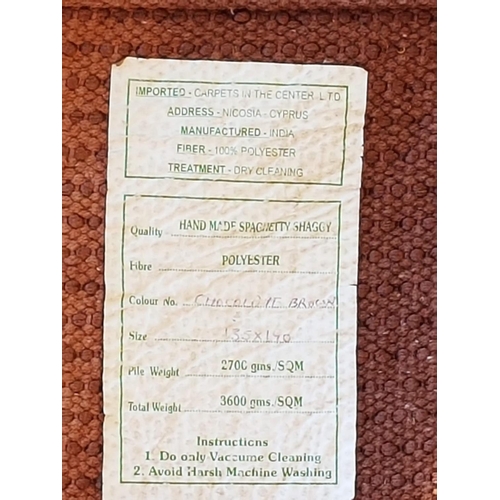 IMPORTED - CARPETS IN THE CENTER L.T.D
ADDRESS - NICOSIA - CYPRUS
MANUFACTURED - INDIA
FIBER - 100% POLYESTER
TREATMENT - DRY CLEANING
Quality HAND MADE SPAGHETTY SHAGGY
Fibre POLYESTER
Colour No. CHOCOLATE BROWN
Size 135X190
Pile Weight 2700 gms./SQM
Total Weight 3600 gms./SQM
Instructions
1. Do only Vaccume Cleaning
2. Avoid Harsh Machine Washing